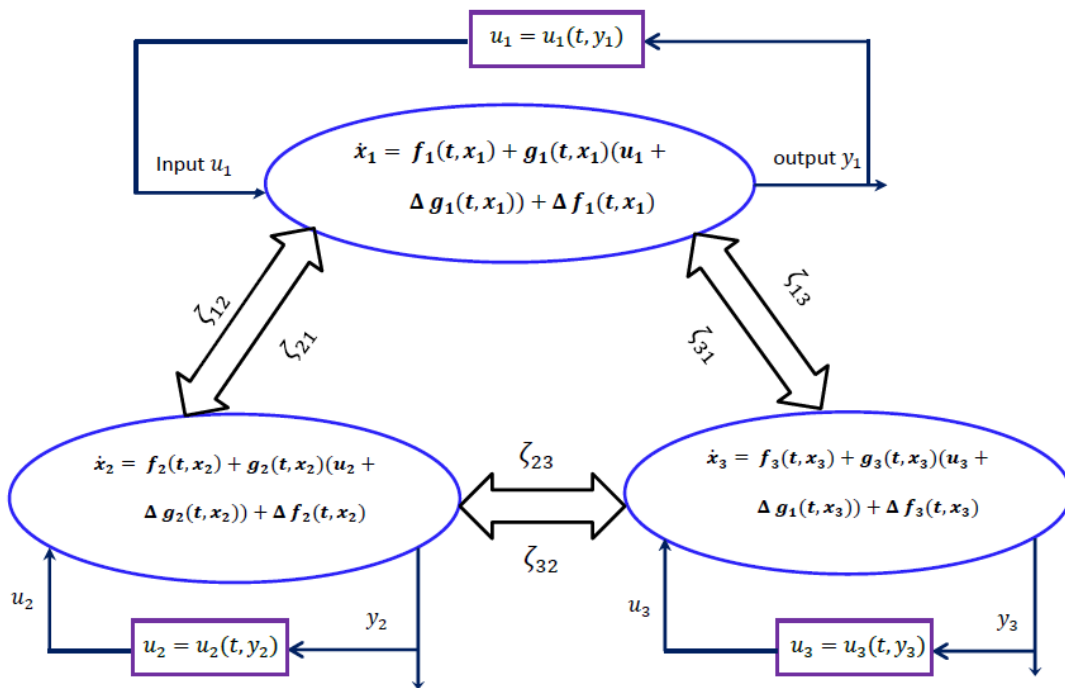 u₁ = u₁(t, y₁)
Input u₁
ẋ₁ = f₁(t, x₁) + g₁(t, x₁)(u₁ +
Δ g₁(t, x₁)) + Δ f₁(t, x₁)
output y₁
ζ₁₂
ζ₂₁
ζ₁₃
ζ₃₁
ẋ₂ = f₂(t, x₂) + g₂(t, x₂)(u₂ +
Δ g₂(t, x₂)) + Δ f₂(t, x₂)
ζ₂₃
ζ₃₂
ẋ₃ = f₃(t, x₃) + g₃(t, x₃)(u₃ +
Δ g₁(t, x₃)) + Δ f₃(t, x₃)
u₂
u₂ = u₂(t, y₂)
y₂
u₃
u₃ = u₃(t, y₃)
y₃